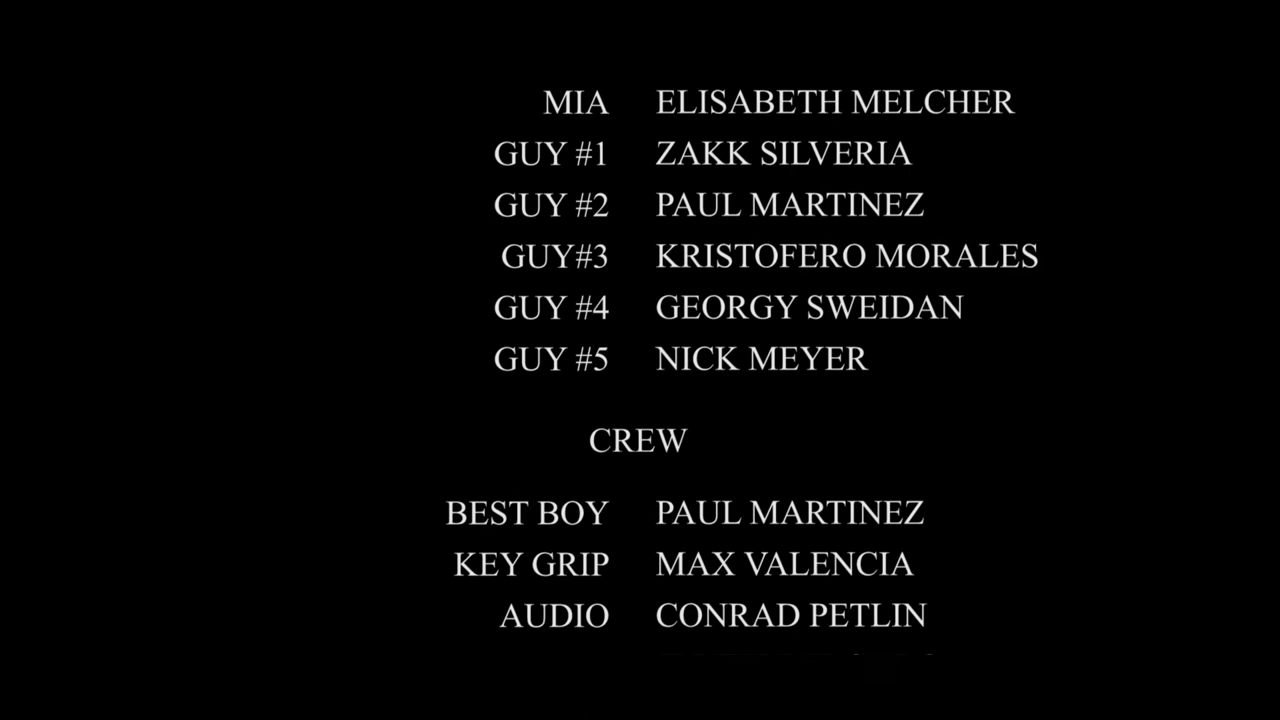 MIA ELISABETH MELCHER
GUY #1 ZAKK SILVERIA
GUY #2 PAUL MARTINEZ
GUY#3 KRISTOFERO MORALES
GUY #4 GEORGY SWEIDAN
GUY #5 NICK MEYER
CREW
BEST BOY PAUL MARTINEZ
KEY GRIP MAX VALENCIA
AUDIO CONRAD PETLIN